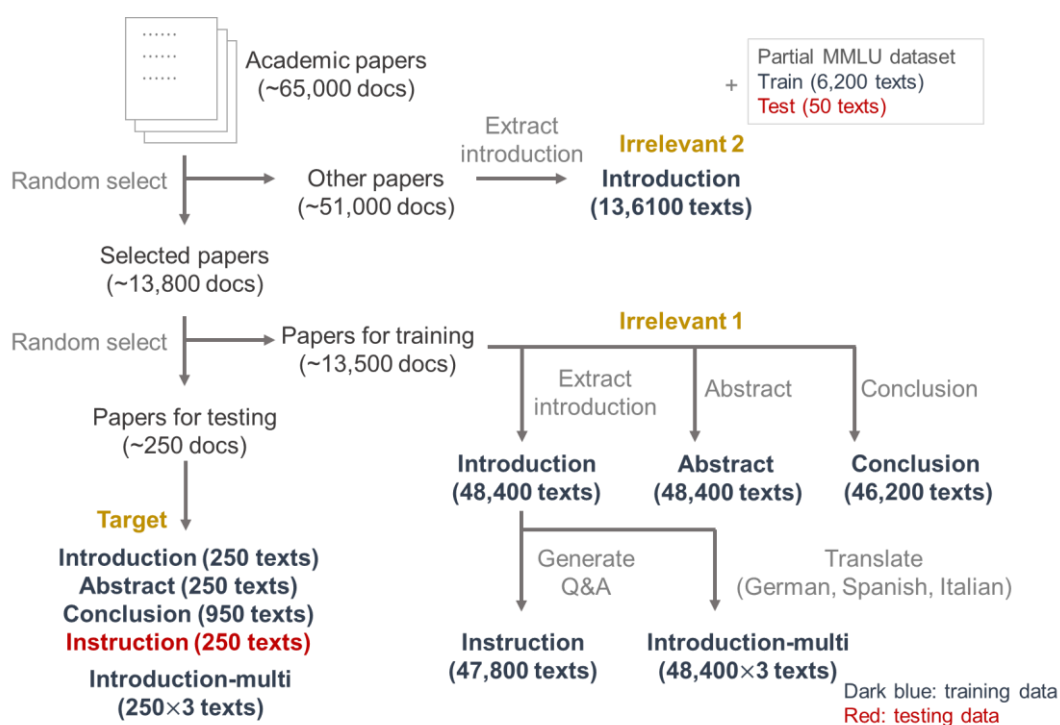 Academic papers
(~65,000 docs)
Partial MMLU dataset
+
Train (6,200 texts)
Test (50 texts)
Extract
introduction
Irrelevant 2
Random select
Other papers
(~51,000 docs)
Introduction
(13,6100 texts)
Selected papers
(~13,800 docs)
Random select
Papers for training
(~13,500 docs)
Irrelevant 1
Extract
introduction
Abstract
Conclusion
Papers for testing
(~250 docs)
Introduction
(48,400 texts)
Abstract
(48,400 texts)
Conclusion
(46,200 texts)
Target
Introduction (250 texts)
Abstract (250 texts)
Conclusion (950 texts)
Instruction (250 texts)
Introduction-multi
(250×3 texts)
Generate
Q&A
Translate
(German, Spanish, Italian)
Instruction
(47,800 texts)
Introduction-multi
(48,400×3 texts)
Dark blue: training data
Red: testing data